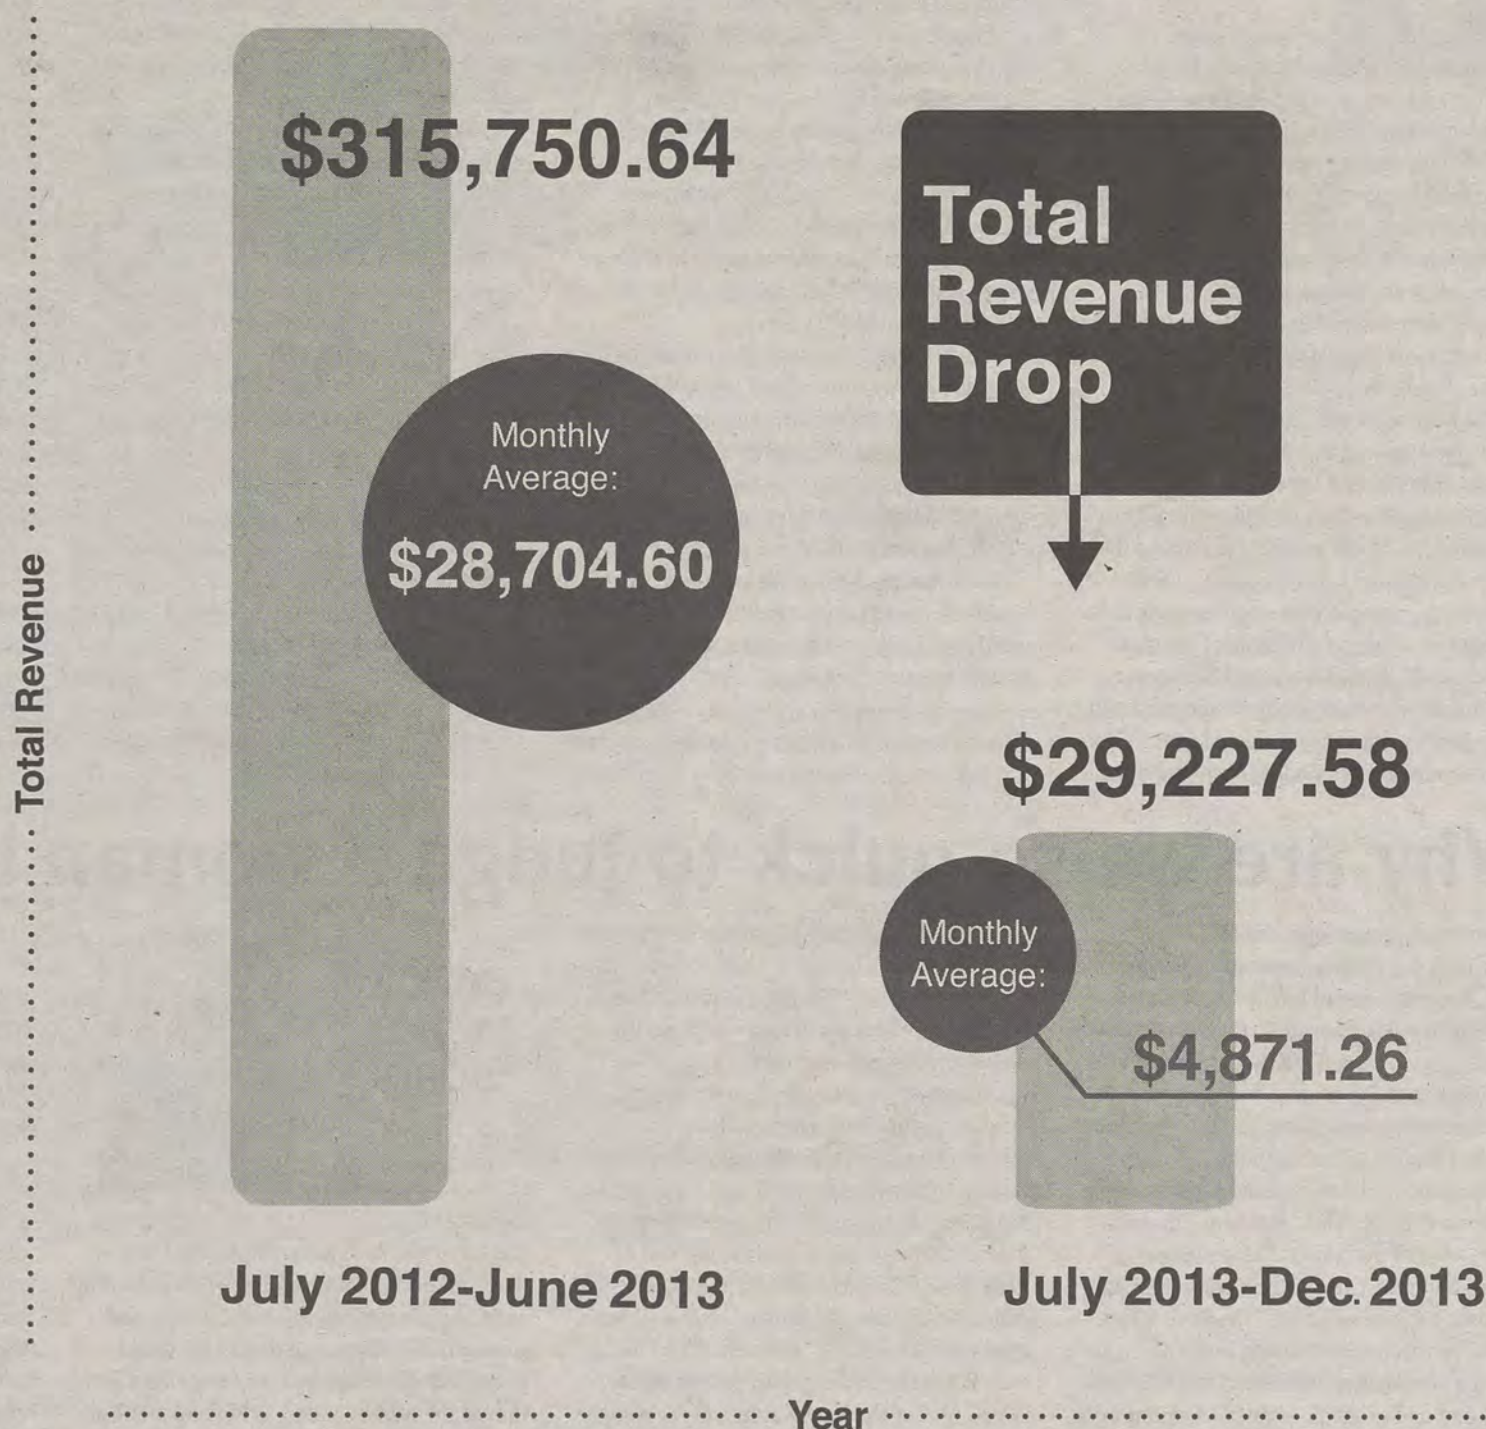 Total Revenue
$315,750.64
Monthly
Average:
$28,704.60
Total
Revenue
Drop
$29,227.58
Monthly
Average:
$4,871.26
July 2012-June 2013
July 2013-Dec. 2013
Year